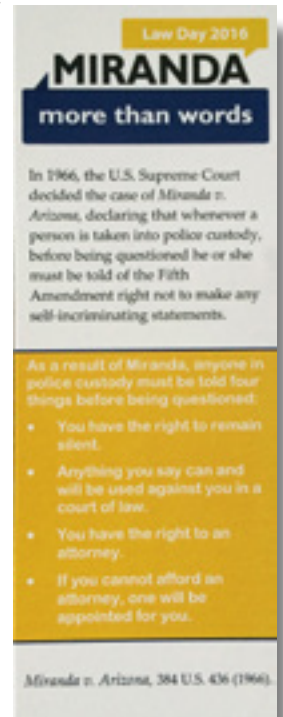 Law Day 2016
MIRANDA
more than words
In 1966, the U.S. Supreme Court
decided the case of Miranda v.
Arizona, declaring that whenever a
person is taken into police custody,
before being questioned he or she
must be told of the Fifth
Amendment right not to make any
self-incriminating statements.
As a result of Miranda, anyone in
police custody must be told four
things before being questioned:
• You have the right to remain
silent.
• Anything you say can and
will be used against you in a
court of law.
• You have the right to an
attorney.
• If you cannot afford an
attorney, one will be
appointed for you.
Miranda v. Arizona, 384 U.S. 436 (1966).